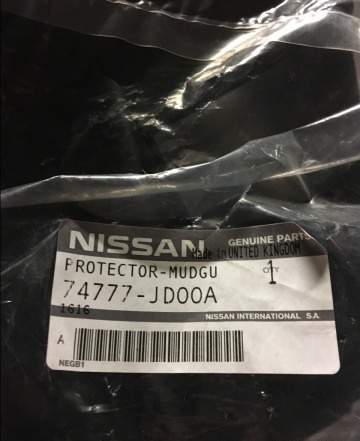 NISSAN GENUINE PARTS
Made in UNITED KINGDOM
PROTECTOR-MUDGU QTY 1
74777-JD00A
1616
NISSAN INTERNATIONAL S.A
A
NEGB1